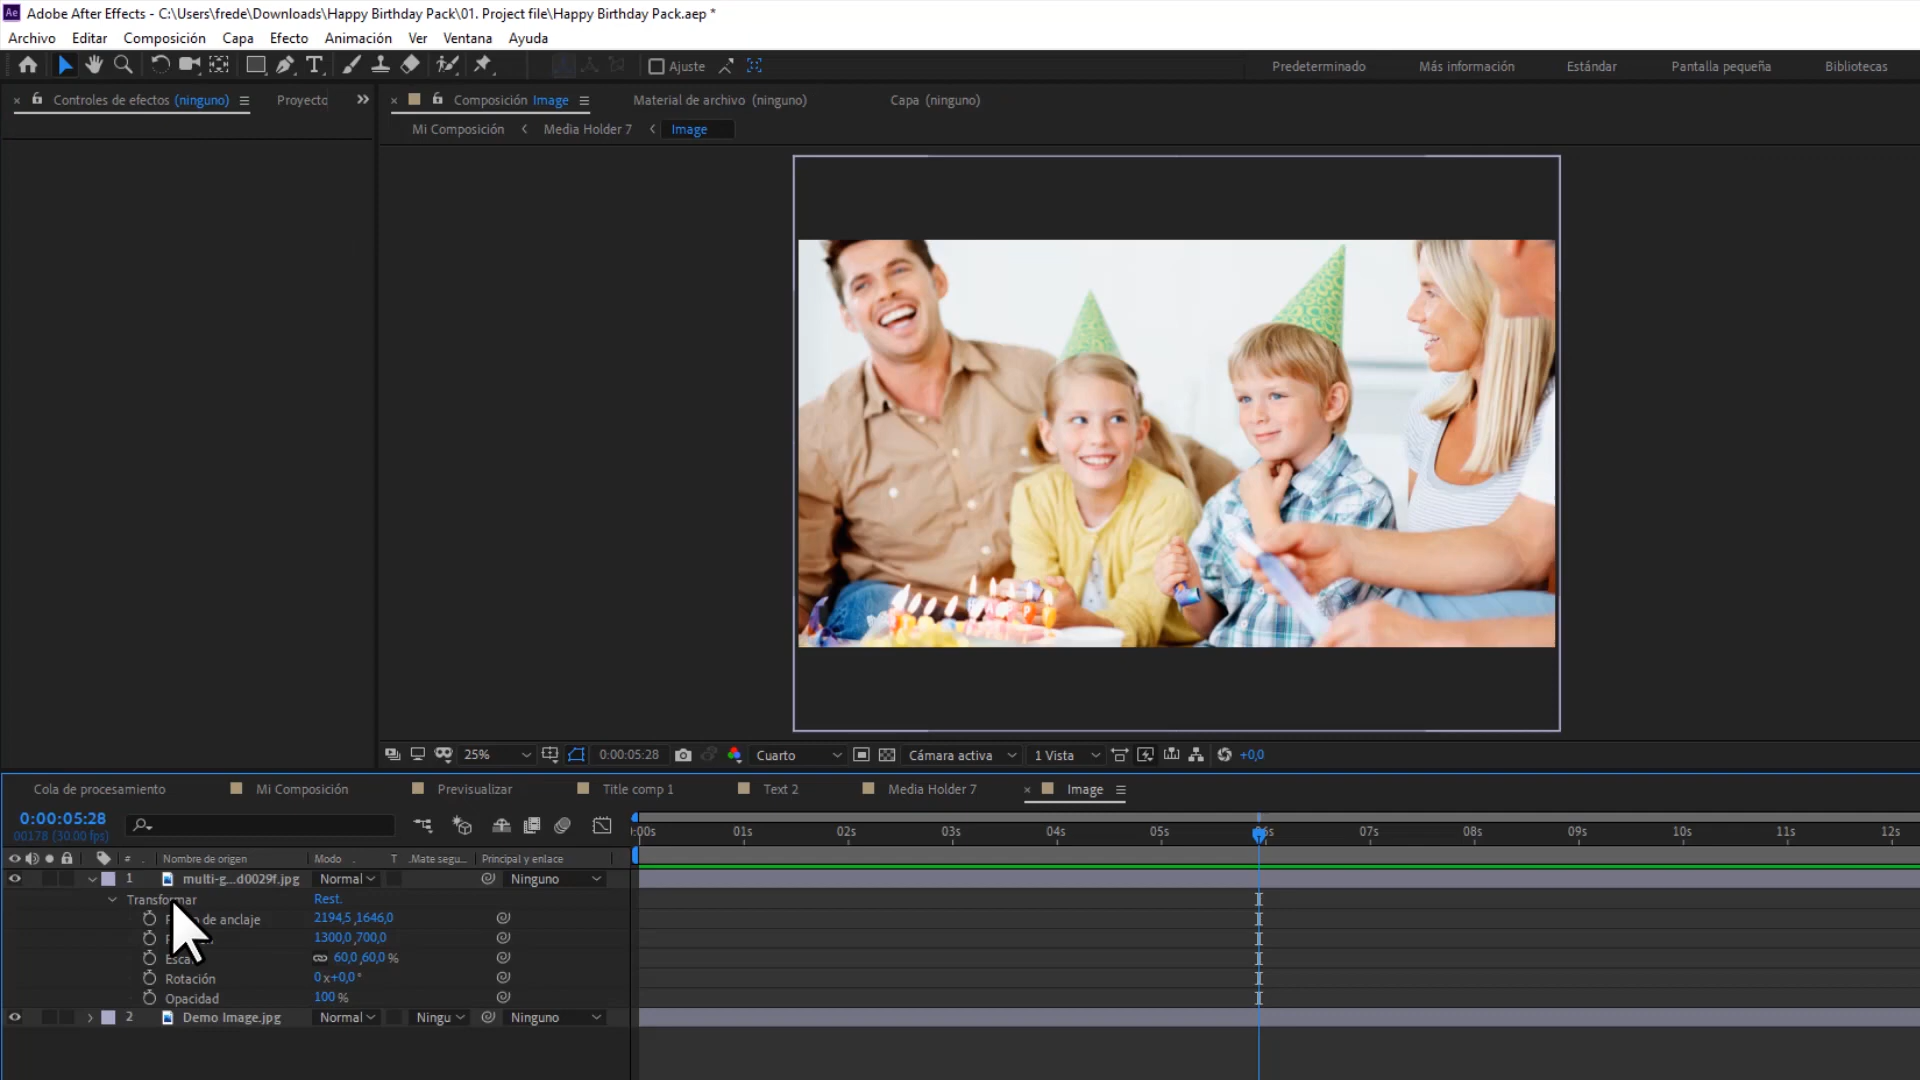 Ae Adobe After Effects - C:\Users\frede\Downloads\Happy Birthday Pack\01. Project file\Happy Birthday Pack.aep *
Archivo Editar Composición Capa Efecto Animación Ver Ventana Ayuda
Ajuste Predeterminado Más información Estándar Pantalla pequeña Bibliotecas
Controles de efectos (ninguno) Proyecto Composición Image Material de archivo (ninguno) Capa (ninguno)
Mi Composición Media Holder 7 Image
25% 0:00:05:28 Cuarto Cámara activa 1 Vista +0,0
Cola de procesamiento Mi Composición Previsualizar Title comp 1 Text 2 Media Holder 7 Image
0:00:05:28
00178 (30.00 fps)
:00s 01s 02s 03s 04s 05s 06s 07s 08s 09s 10s 11s 12s
# Nombre de origen Modo T .Mate segu... Principal y enlace
1 multi-g...d0029f.jpg Normal Ninguno
Transformar Rest.
de anclaje 2194,5 ,1646,0
1300,0 ,700,0
60,0 ,60,0 %
Rotación 0 x+0,0 °
Opacidad 100 %
2 Demo Image.jpg Normal Ningu Ninguno